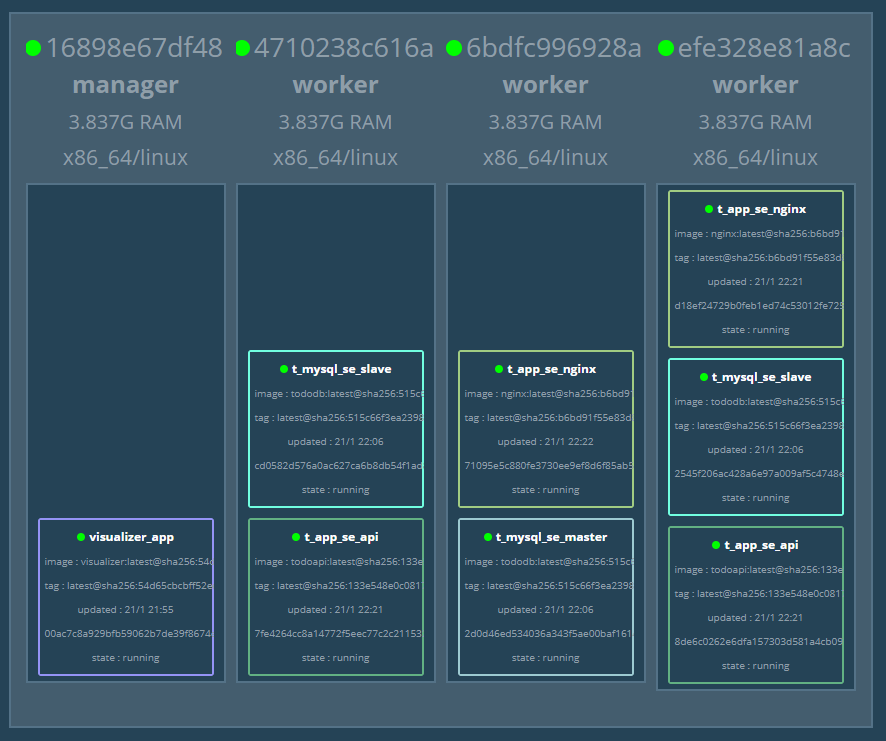 16898e67df48
manager
3.837G RAM
x86_64/linux
visualizer_app
image : visualizer:latest@sha256:54d
tag : latest@sha256:54d65cbcbff52e
updated : 21/1 21:55
00ac7c8a929bfb59062b7de39f8674
state : running
4710238c616a
worker
3.837G RAM
x86_64/linux
t_mysql_se_slave
image : tododb:latest@sha256:515c
tag : latest@sha256:515c66f3ea2398
updated : 21/1 22:06
cd0582d576a0ac627ca6b8db54f1ad
state : running
t_app_se_api
image : todoapi:latest@sha256:133e
tag : latest@sha256:133e548e0c081
updated : 21/1 22:21
7fe4264cc8a14772f5eec77c2c21153
state : running
6bdfc996928a
worker
3.837G RAM
x86_64/linux
t_app_se_nginx
image : nginx:latest@sha256:b6bd9
tag : latest@sha256:b6bd91f55e83d
updated : 21/1 22:22
71095e5c880fe3730ee9ef8d6f85ab
state : running
t_mysql_se_master
image : tododb:latest@sha256:515c
tag : latest@sha256:515c66f3ea2398
updated : 21/1 22:06
2d0d46ed534036a343f5ae00baf161
state : running
efe328e81a8c
worker
3.837G RAM
x86_64/linux
t_app_se_nginx
image : nginx:latest@sha256:b6bd9
tag : latest@sha256:b6bd91f55e83d
updated : 21/1 22:21
d18ef24729b0feb1ed74c53012fe725
state : running
t_mysql_se_slave
image : tododb:latest@sha256:515c
tag : latest@sha256:515c66f3ea2398
updated : 21/1 22:06
2545f206ac428a6e97a009af5c4748e
state : running
t_app_se_api
image : todoapi:latest@sha256:133e
tag : latest@sha256:133e548e0c081
updated : 21/1 22:21
8de6c0262e6dfa157303d581a4cb09
state : running